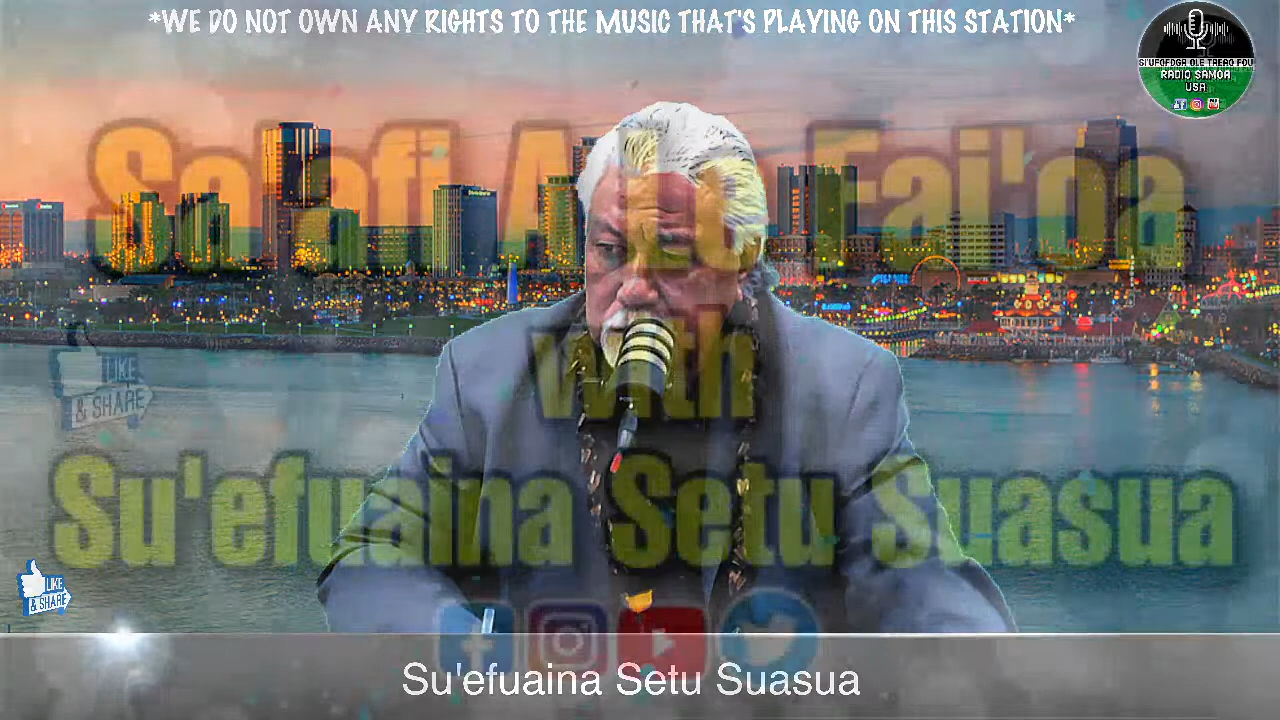 *WE DO NOT OWN ANY RIGHTS TO THE MUSIC THAT'S PLAYING ON THIS STATION*
RADIO SAMOA
USA
with
LIKE
& SHARE
Su'efuaina Setu Suasua
LIKE
& SHARE
Su'efuaina Setu Suasua